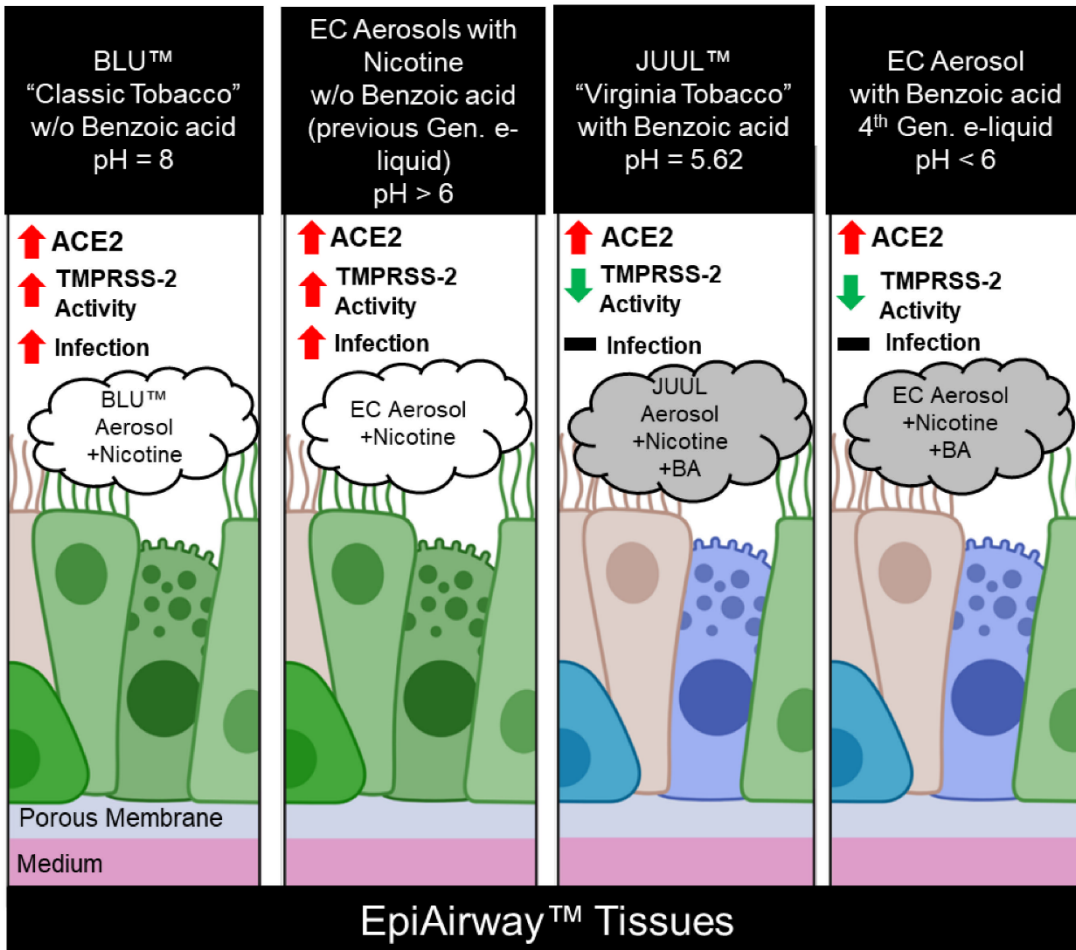 BLU™
“Classic Tobacco”
w/o Benzoic acid
pH = 8
EC Aerosols with
Nicotine
w/o Benzoic acid
(previous Gen. e-
liquid)
pH > 6
JUUL™
“Virginia Tobacco”
with Benzoic acid
pH = 5.62
EC Aerosol
with Benzoic acid
4th Gen. e-liquid
pH < 6
ACE2
TMPRSS-2
Activity
Infection
BLU™
Aerosol
+Nicotine
ACE2
TMPRSS-2
Activity
Infection
EC Aerosol
+Nicotine
ACE2
TMPRSS-2
Activity
Infection
JUUL
Aerosol
+Nicotine
+BA
ACE2
TMPRSS-2
Activity
Infection
EC Aerosol
+Nicotine
+BA
Porous Membrane
Medium
EpiAirway™ Tissues